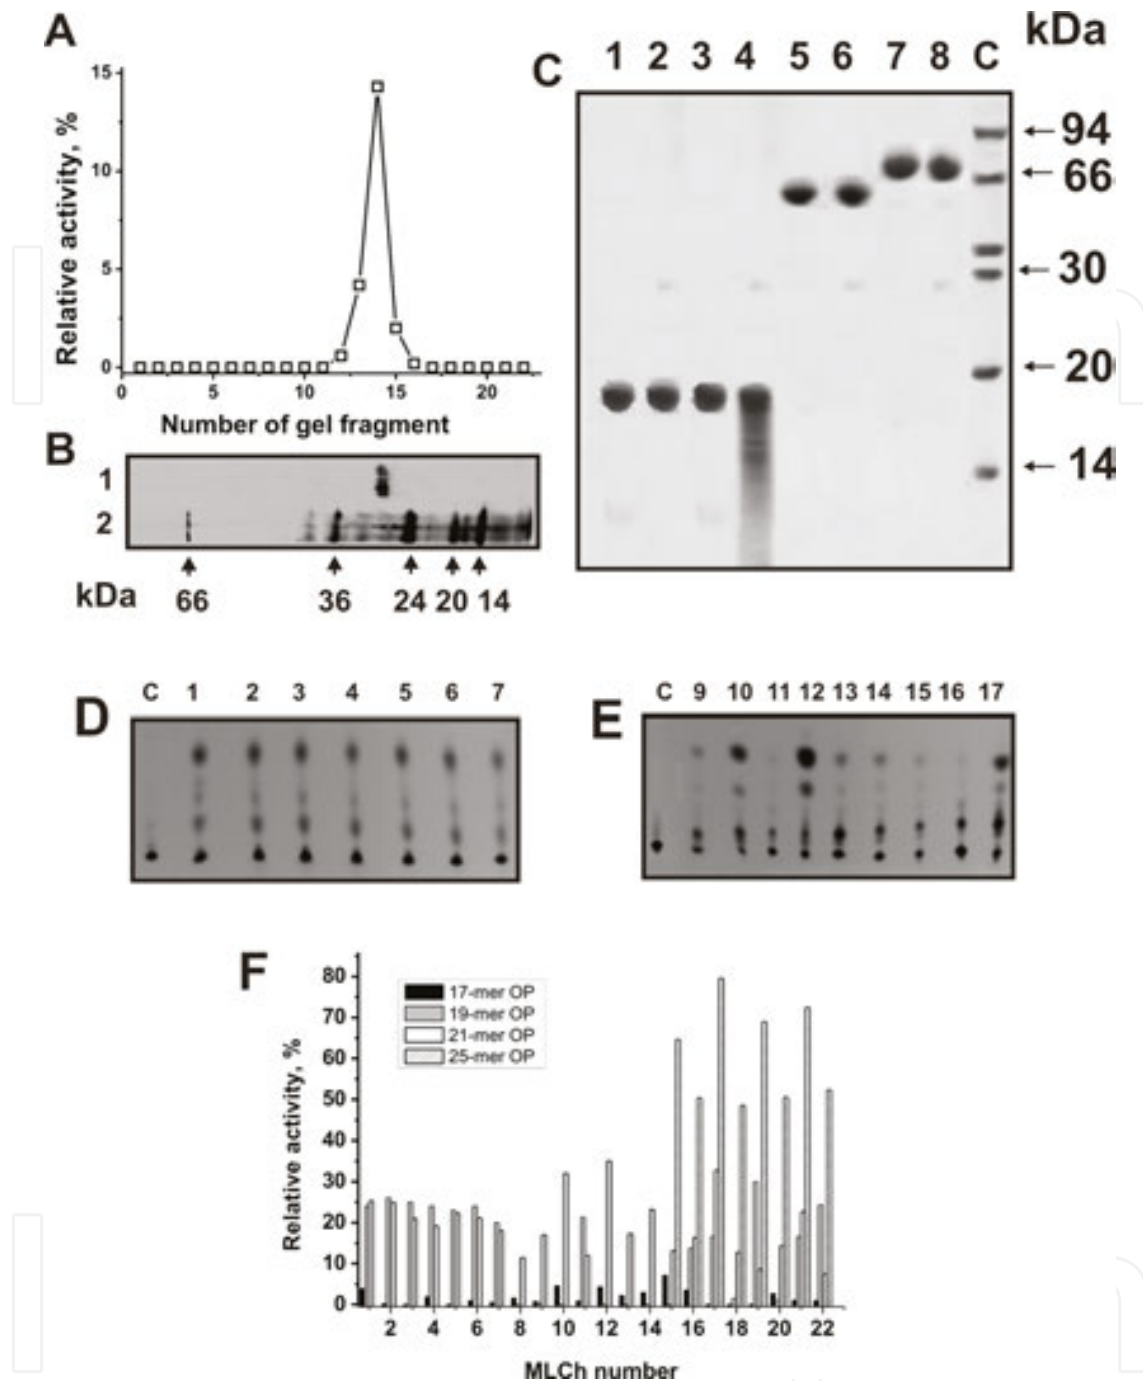 A
15
10
5
0
Relative activity, %
0 5 10 15 20
Number of gel fragment
B
1
2
kDa 66 36 24 20 14
C
1 2 3 4 5 6 7 8 C kDa
94
66
30
20
14
D
C 1 2 3 4 5 6 7
E
C 9 10 11 12 13 14 15 16 17
F
80
70
60
50
40
30
20
10
0
Relative activity, %
17-mer OP
19-mer OP
21-mer OP
25-mer OP
2 4 6 8 10 12 14 16 18 20 22
MLCh number